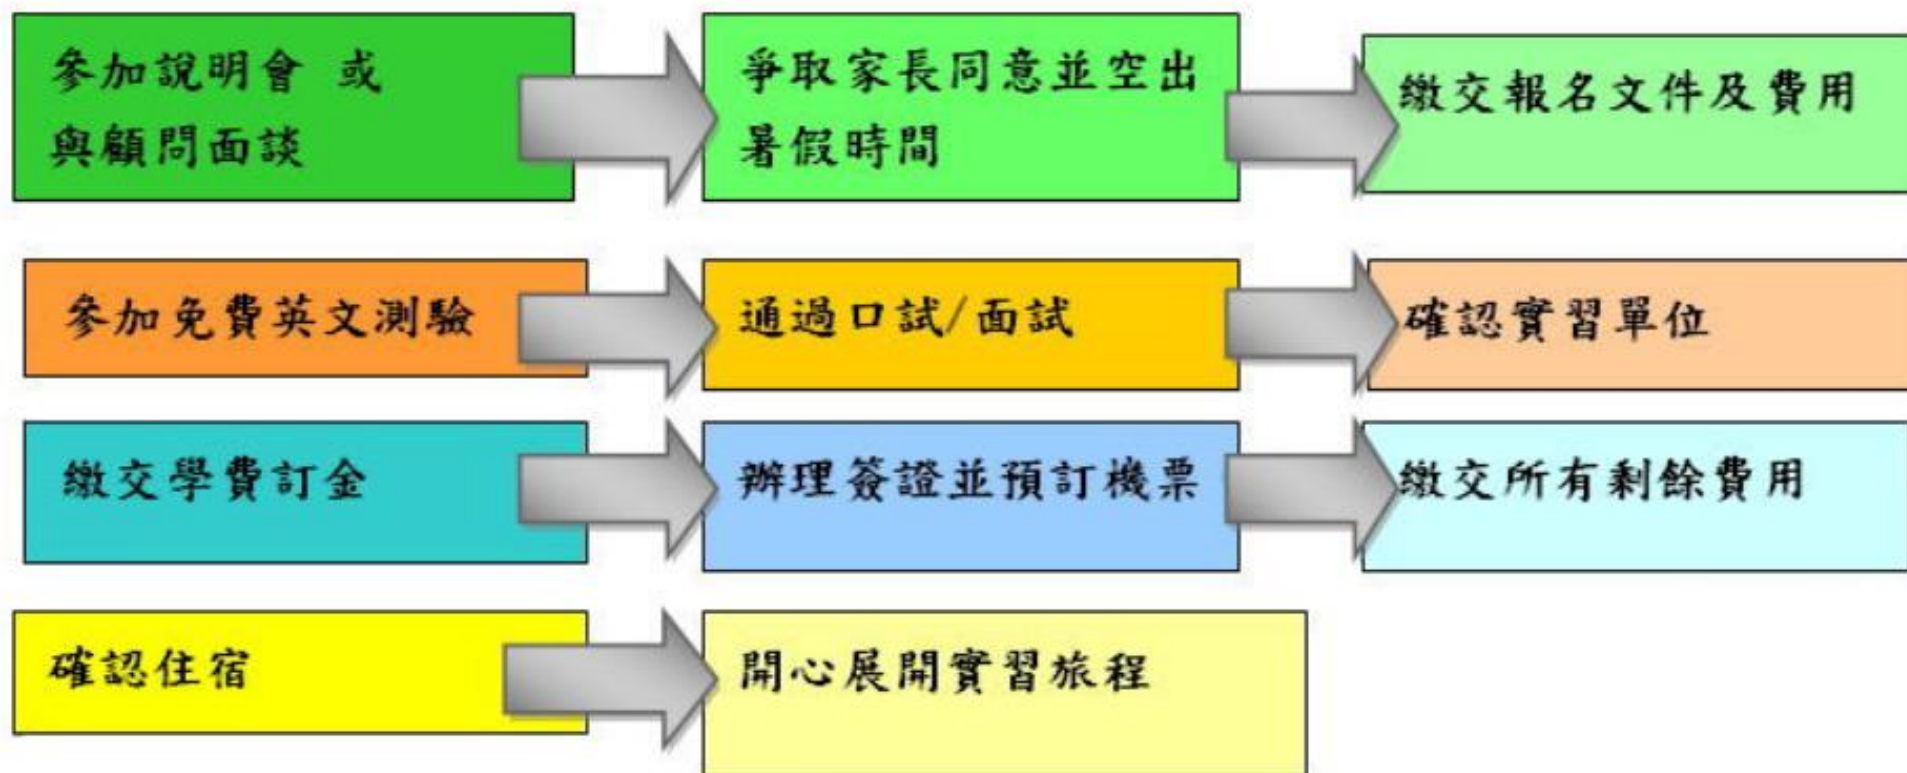 參加說明會 或
與顧問面談
爭取家長同意並空出
暑假時間
繳交報名文件及費用
參加免費英文測驗
通過口試/面試
確認實習單位
繳交學費訂金
辦理簽證並預訂機票
繳交所有剩餘費用
確認住宿
開心展開實習旅程